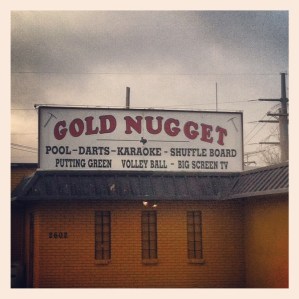 GOLD NUGGET
POOL - DARTS - KARAOKE - SHUFFLE BOARD
PUTTING GREEN VOLLEY BALL - BIG SCREEN TV